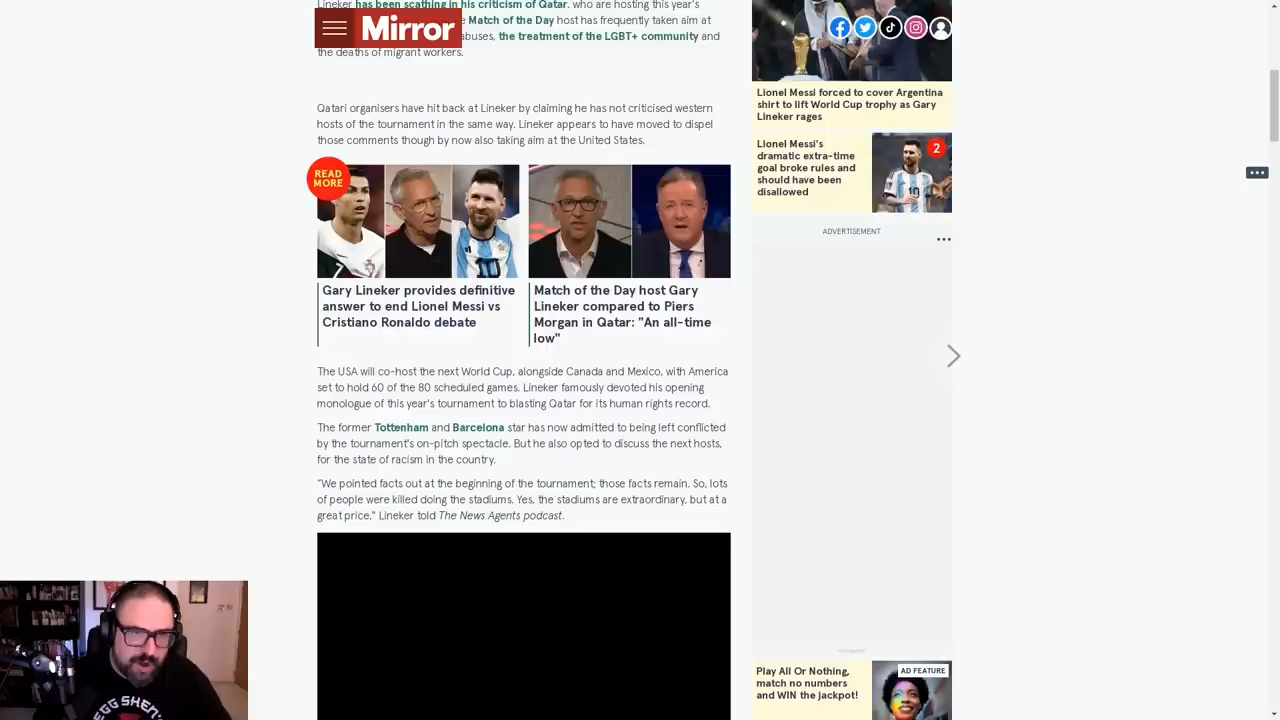 Lineker has been scathing in his criticism of Qatar, who are hosting this year's
Mirror
Match of the Day host has frequently taken aim at
abuses, the treatment of the LGBT+ community and
the deaths of migrant workers.
Qatari organisers have hit back at Lineker by claiming he has not criticised western
hosts of the tournament in the same way. Lineker appears to have moved to dispel
those comments though by now also taking aim at the United States.
READ
MORE
7
10
Gary Lineker provides definitive
answer to end Lionel Messi vs
Cristiano Ronaldo debate
Match of the Day host Gary
Lineker compared to Piers
Morgan in Qatar: "An all-time
low"
The USA will co-host the next World Cup, alongside Canada and Mexico, with America
set to hold 60 of the 80 scheduled games. Lineker famously devoted his opening
monologue of this year's tournament to blasting Qatar for its human rights record.
The former Tottenham and Barcelona star has now admitted to being left conflicted
by the tournament's on-pitch spectacle. But he also opted to discuss the next hosts,
for the state of racism in the country.
"We pointed facts out at the beginning of the tournament; those facts remain. So, lots
of people were killed doing the stadiums. Yes, the stadiums are extraordinary, but at a
great price," Lineker told The News Agents podcast.
Lionel Messi forced to cover Argentina
shirt to lift World Cup trophy as Gary
Lineker rages
Lionel Messi's
dramatic extra-time
goal broke rules and
should have been
disallowed
2
10
ADVERTISEMENT
Play All Or Nothing,
match no numbers
and WIN the jackpot!
AD FEATURE